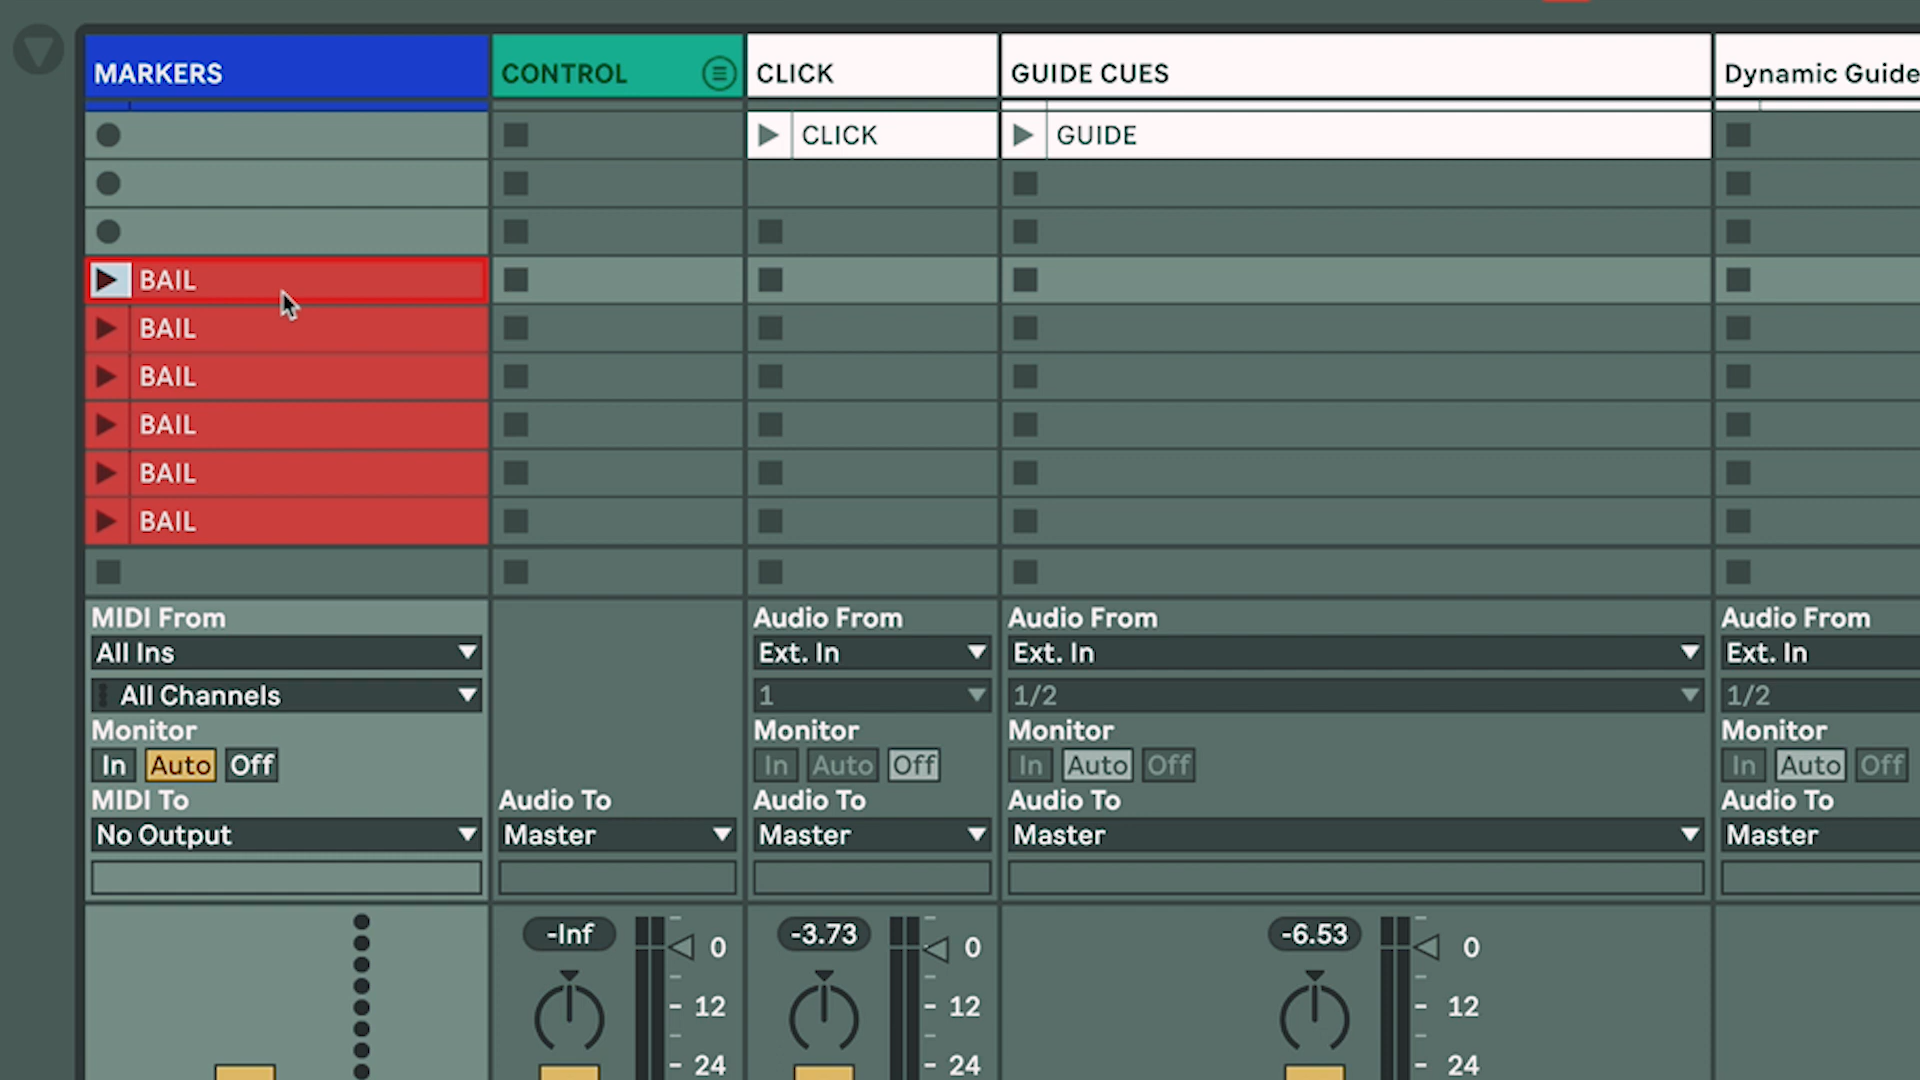 MARKERS CONTROL CLICK GUIDE CUES Dynamic Guide
CLICK GUIDE
BAIL
BAIL
BAIL
BAIL
BAIL
BAIL
MIDI From Audio From Audio From Audio From
All Ins Ext. In Ext. In Ext. In
All Channels 1 1/2 1/2
Monitor Monitor Monitor Monitor
In Auto Off In Auto Off In Auto Off In Auto Off
MIDI To Audio To Audio To Audio To Audio To
No Output Master Master Master Master
-Inf 0 -3.73 0 -6.53 0
12 12 12
24 24 24